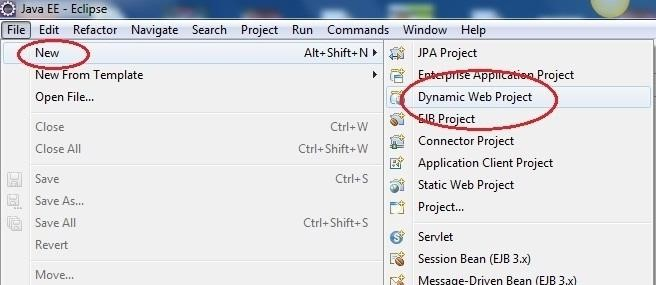 Java EE - Eclipse
File Edit Refactor Navigate Search Project Run Commands Window Help
New Alt+Shift+N
New From Template
Open File...
Close Ctrl+W
Close All Ctrl+Shift+W
Save Ctrl+S
Save As...
Save All Ctrl+Shift+S
Revert
Move...
JPA Project
Enterprise Application Project
Dynamic Web Project
EJB Project
Connector Project
Application Client Project
Static Web Project
Project...
Servlet
Session Bean (EJB 3.x)
Message-Driven Bean (EJB 3.x)